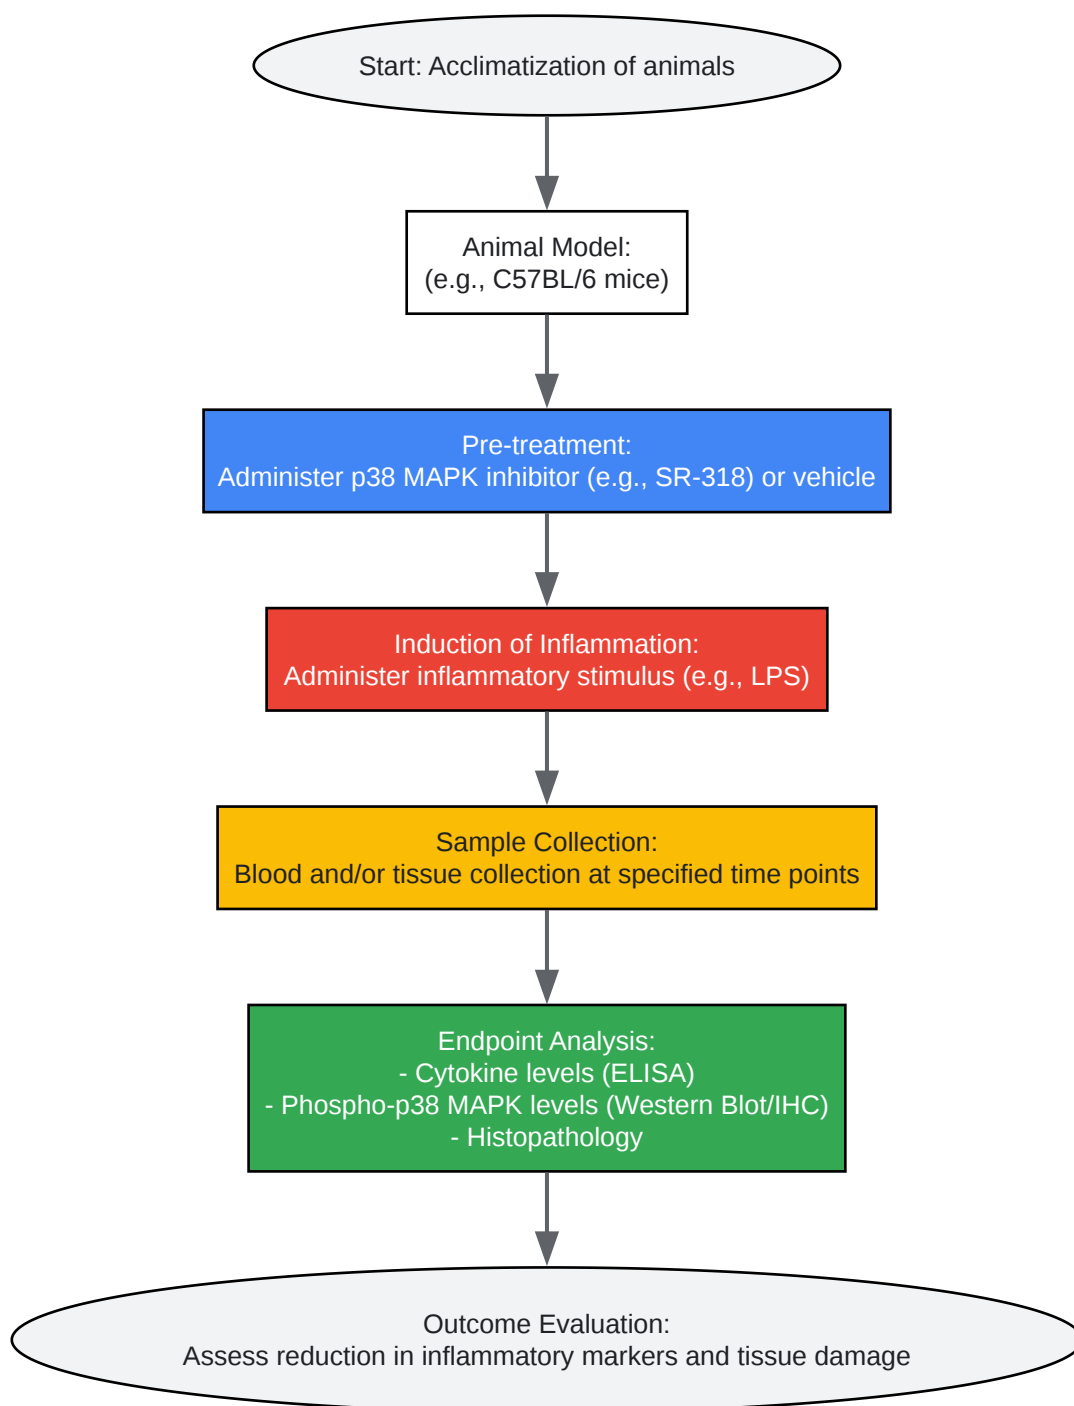 Start: Acclimatization of animals
Animal Model:
(e.g., C57BL/6 mice)
Pre-treatment:
Administer p38 MAPK inhibitor (e.g., SR-318) or vehicle
Induction of Inflammation:
Administer inflammatory stimulus (e.g., LPS)
Sample Collection:
Blood and/or tissue collection at specified time points
Endpoint Analysis:
- Cytokine levels (ELISA)
- Phospho-p38 MAPK levels (Western Blot/IHC)
- Histopathology
Outcome Evaluation:
Assess reduction in inflammatory markers and tissue damage